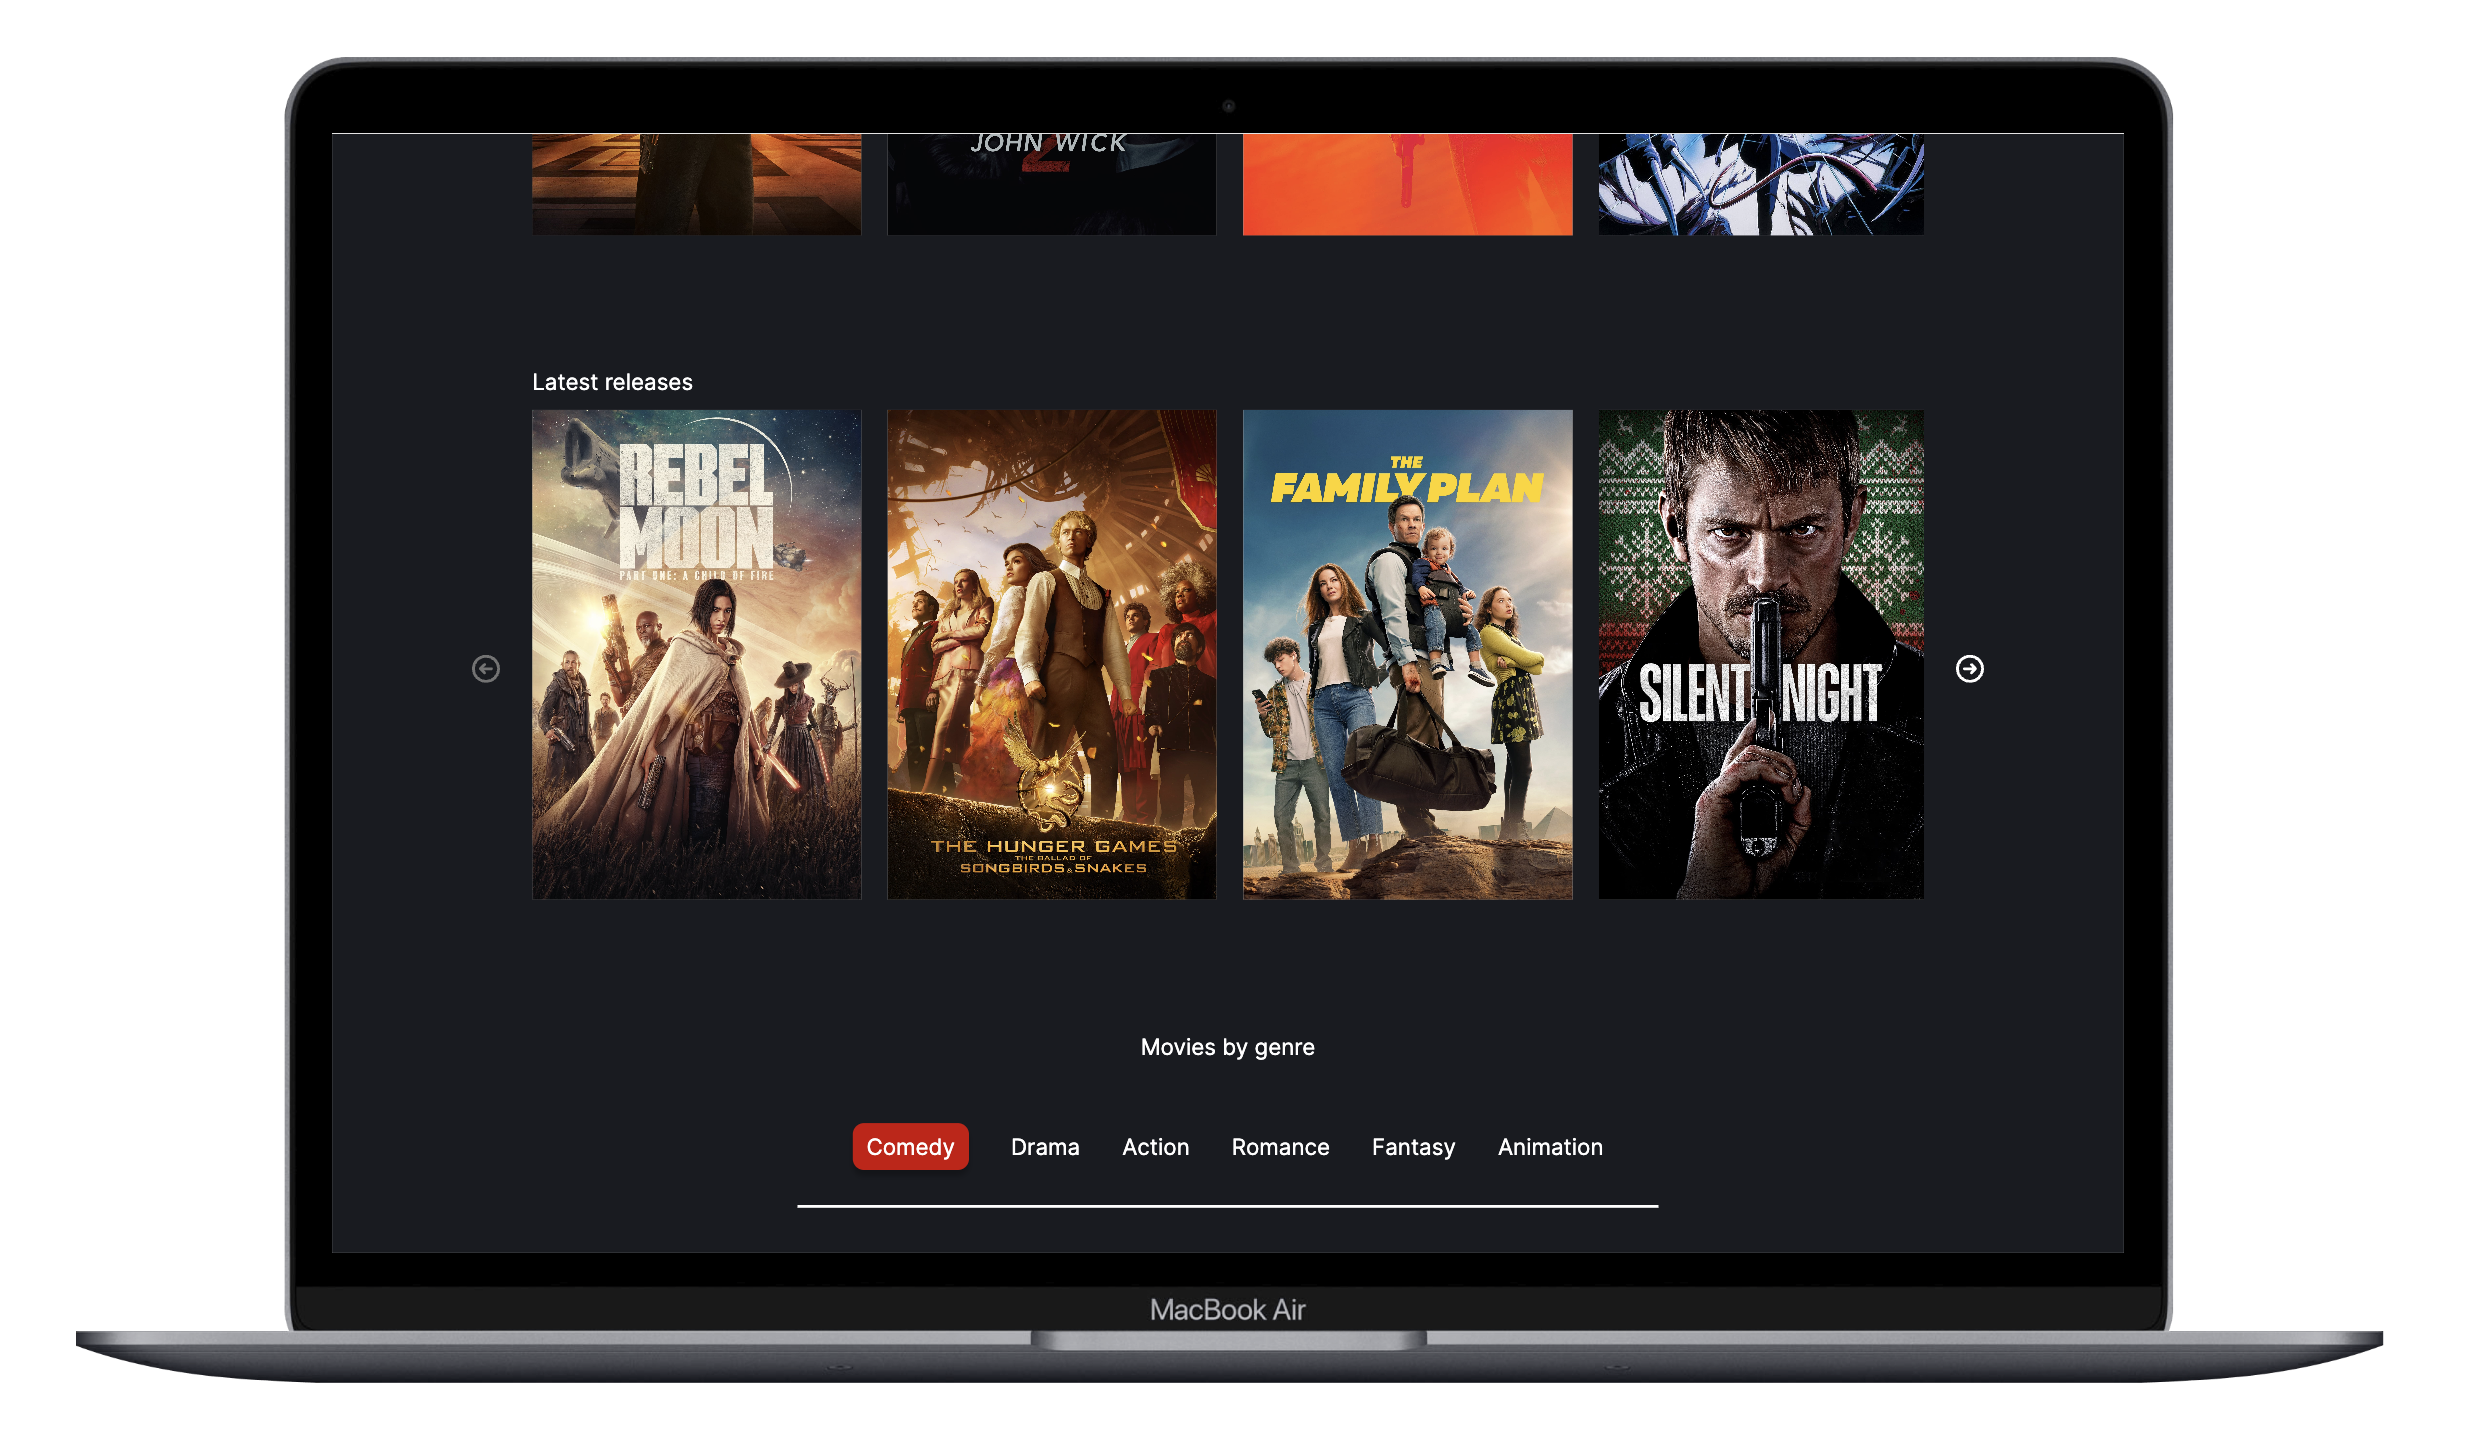 JOHN WICK
2
Latest releases
REBEL
MOON
PART ONE: A CHILD OF FIRE
THE HUNGER GAMES
THE BALLAD OF
SONGBIRDS & SNAKES
THE
FAMILY PLAN
SILENT NIGHT
Movies by genre
Comedy Drama Action Romance Fantasy Animation
MacBook Air